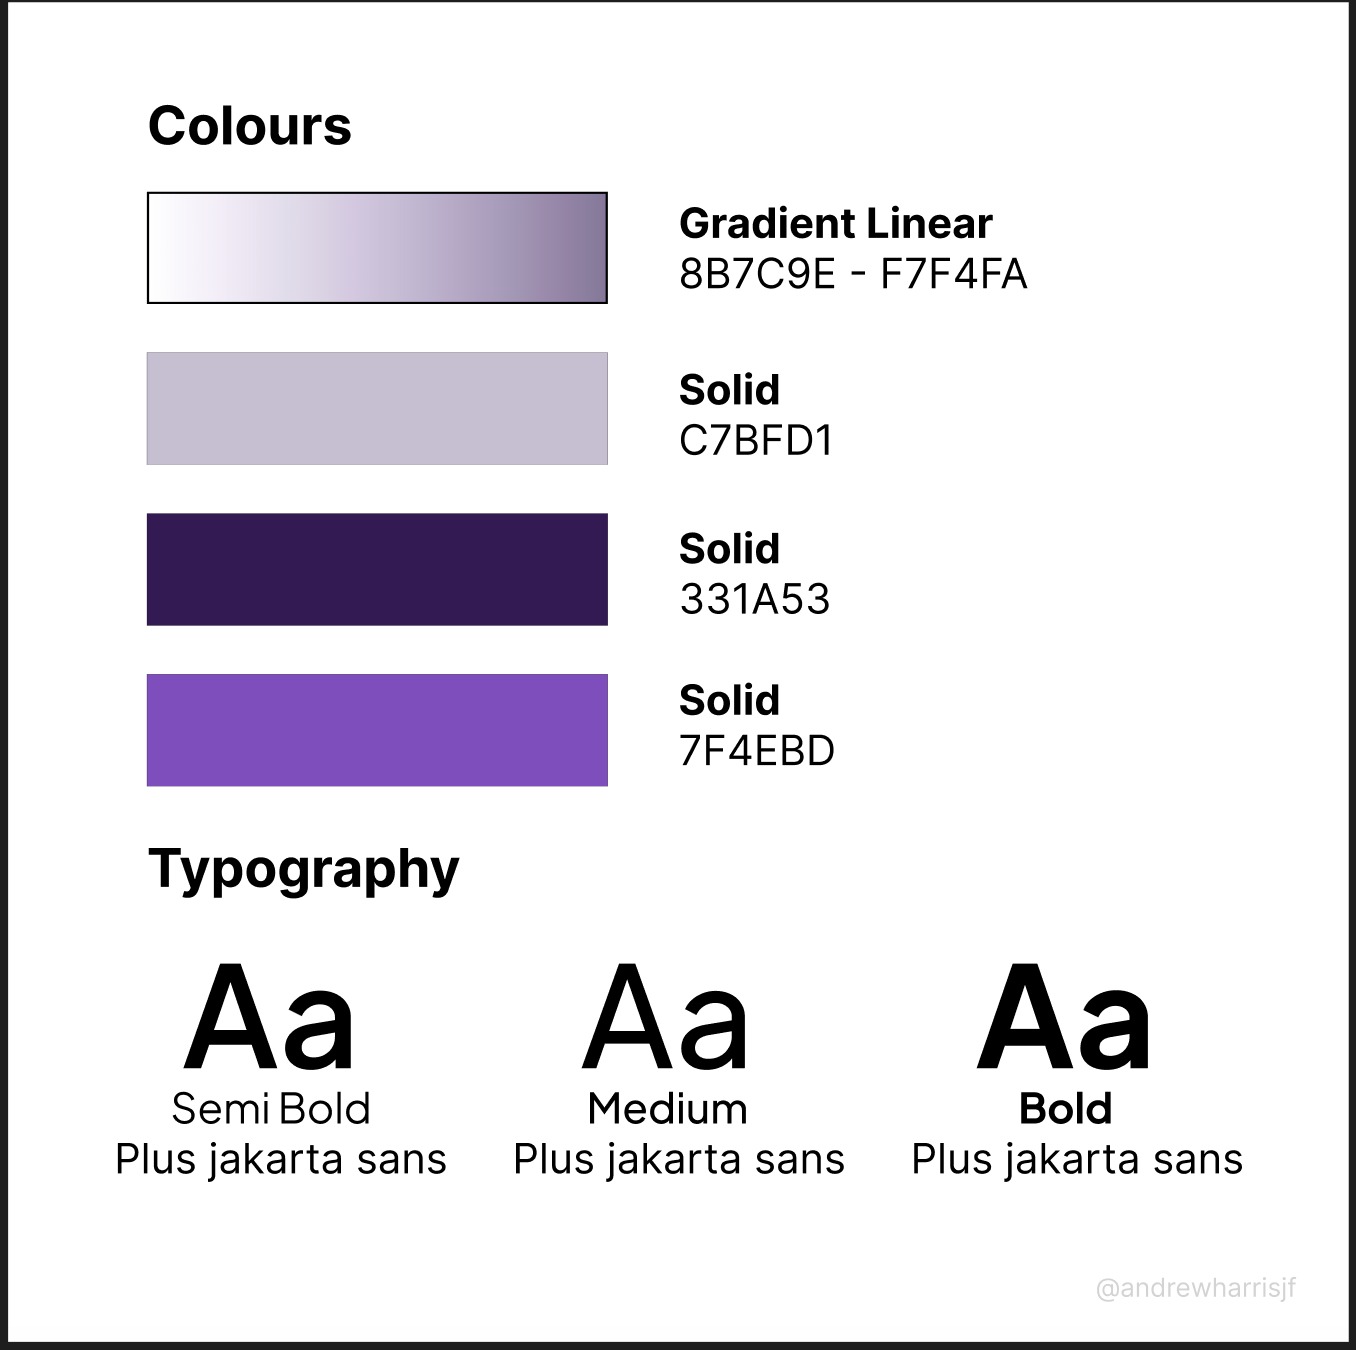 Colours
Gradient Linear
8B7C9E - F7F4FA
Solid
C7BFD1
Solid
331A53
Solid
7F4EBD
Typography
Aa
Semi Bold
Plus jakarta sans
Aa
Medium
Plus jakarta sans
Aa
Bold
Plus jakarta sans
@andrewharrisjf